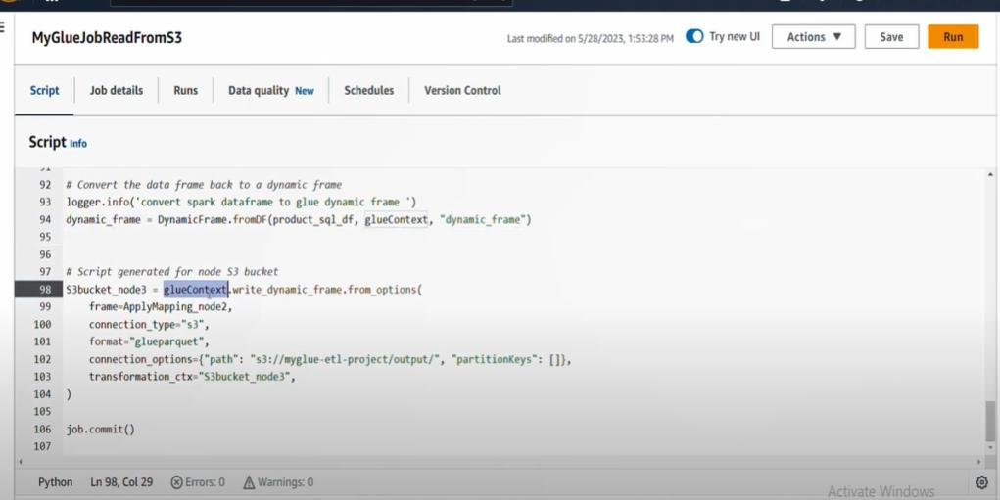 MyGlueJobReadFromS3
Last modified on 5/28/2023, 1:53:28 PM
Try new UI
Actions ▼
Save
Run
Script
Job details
Runs
Data quality New
Schedules
Version Control
Script Info
92 # Convert the data frame back to a dynamic frame
93 logger.info('convert spark dataframe to glue dynamic frame ')
94 dynamic_frame = DynamicFrame.fromDF(product_sql_df, glueContext, "dynamic_frame")
95
96
97 # Script generated for node S3 bucket
98 S3bucket_node3 = glueContext.write_dynamic_frame.from_options(
99 frame=ApplyMapping_node2,
100 connection_type="s3",
101 format="glueparquet",
102 connection_options={"path": "s3://myglue-etl-project/output/", "partitionKeys": []},
103 transformation_ctx="S3bucket_node3",
104 )
105
106 job.commit()
107
Python Ln 98, Col 29 Errors: 0 Warnings: 0
Activate Windows